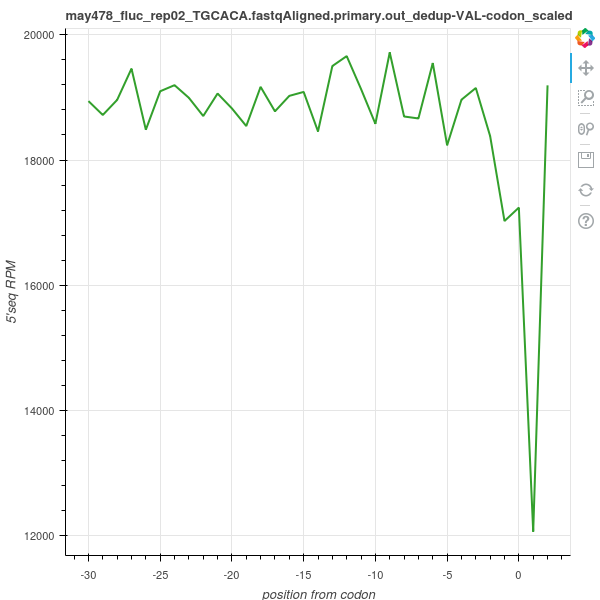 may478_fluc_rep02_TGCACA.fastqAligned.primary.out_dedup-VAL-codon_scaled
20000
18000
16000
14000
12000
5'seq RPM
-30 -25 -20 -15 -10 -5 0
position from codon